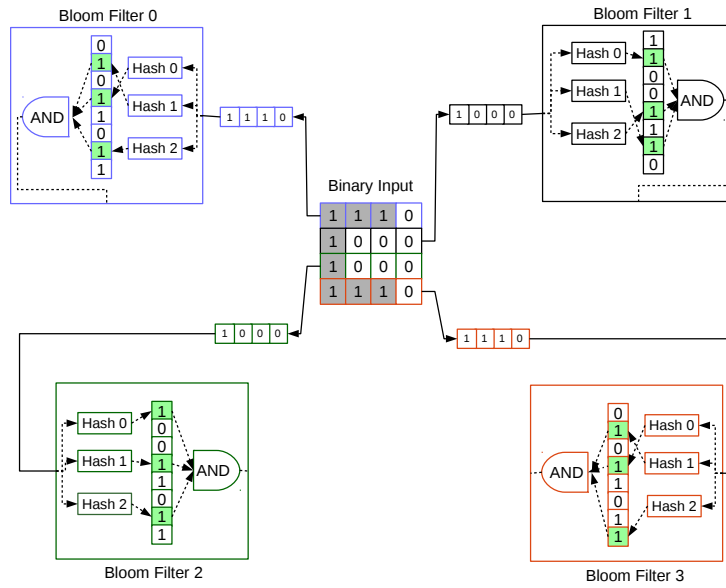 Bloom Filter 0
0
1
0
1
1
0
1
1
AND
Hash 0
Hash 1
Hash 2
1 1 1 0
Bloom Filter 1
Hash 0
Hash 1
Hash 2
1
1
0
0
1
1
1
0
AND
1 0 0 0
Binary Input
1 1 1 0
1 0 0 0
1 0 0 0
1 1 1 0
1 0 0 0
1 1 1 0
Hash 0
Hash 1
Hash 2
1
0
0
1
1
0
1
1
AND
Bloom Filter 2
AND
0
1
0
1
1
0
1
1
Hash 0
Hash 1
Hash 2
Bloom Filter 3